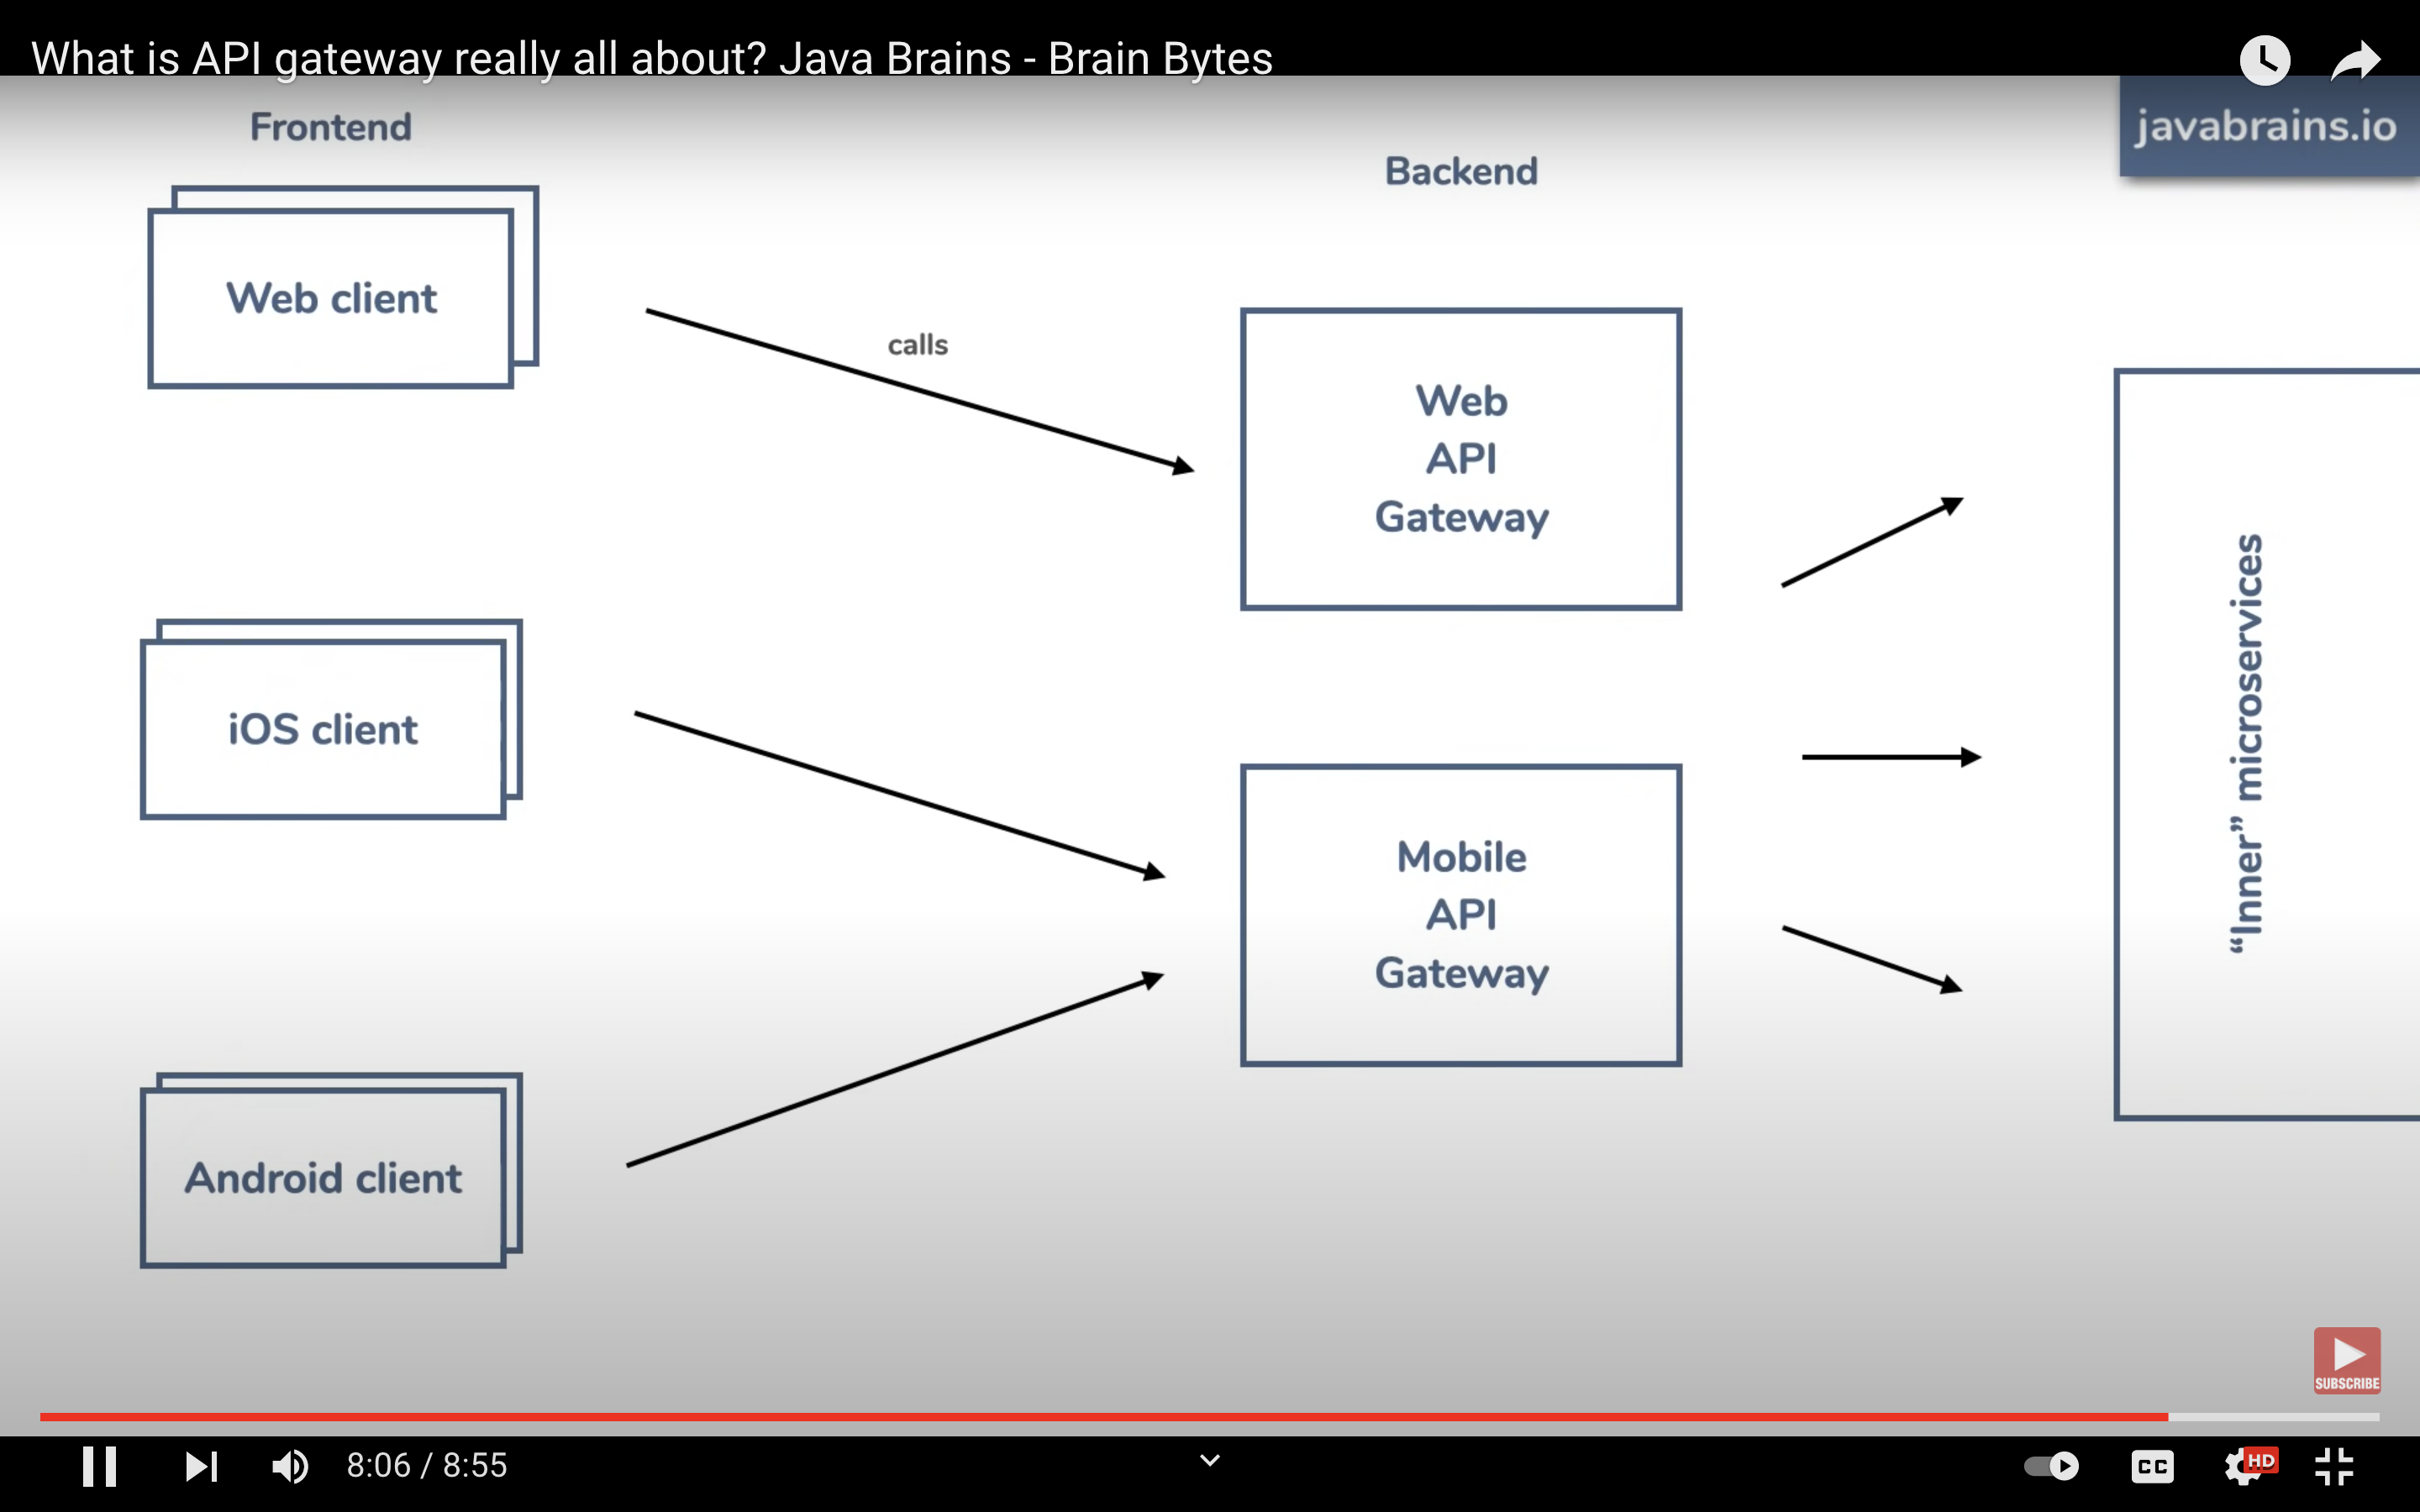 What is API gateway really all about? Java Brains - Brain Bytes
Frontend
Backend
javabrains.io
Web client
calls
Web
API
Gateway
iOS client
"Inner" microservices
Mobile
API
Gateway
Android client
SUBSCRIBE
8:06 / 8:55
CC
HD